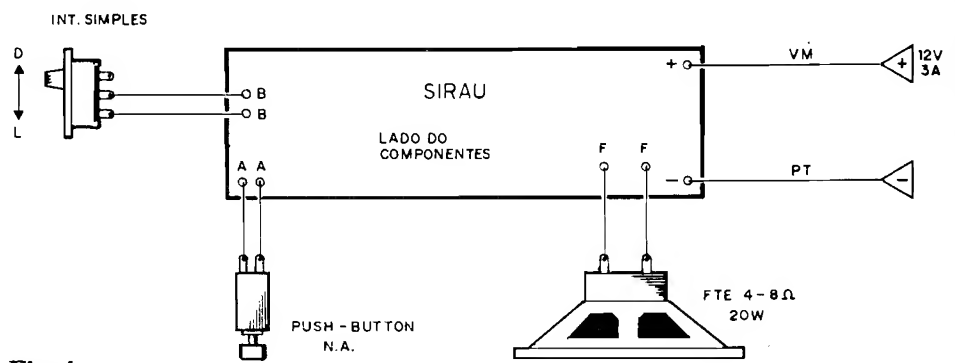 INT. SIMPLES
D
L
B
B
SIRAU
LADO DO
COMPONENTES
A A
F F
+
VM
+
12V
3A
−
PT
−
PUSH-BUTTON
N.A.
FTE 4-8Ω
20W